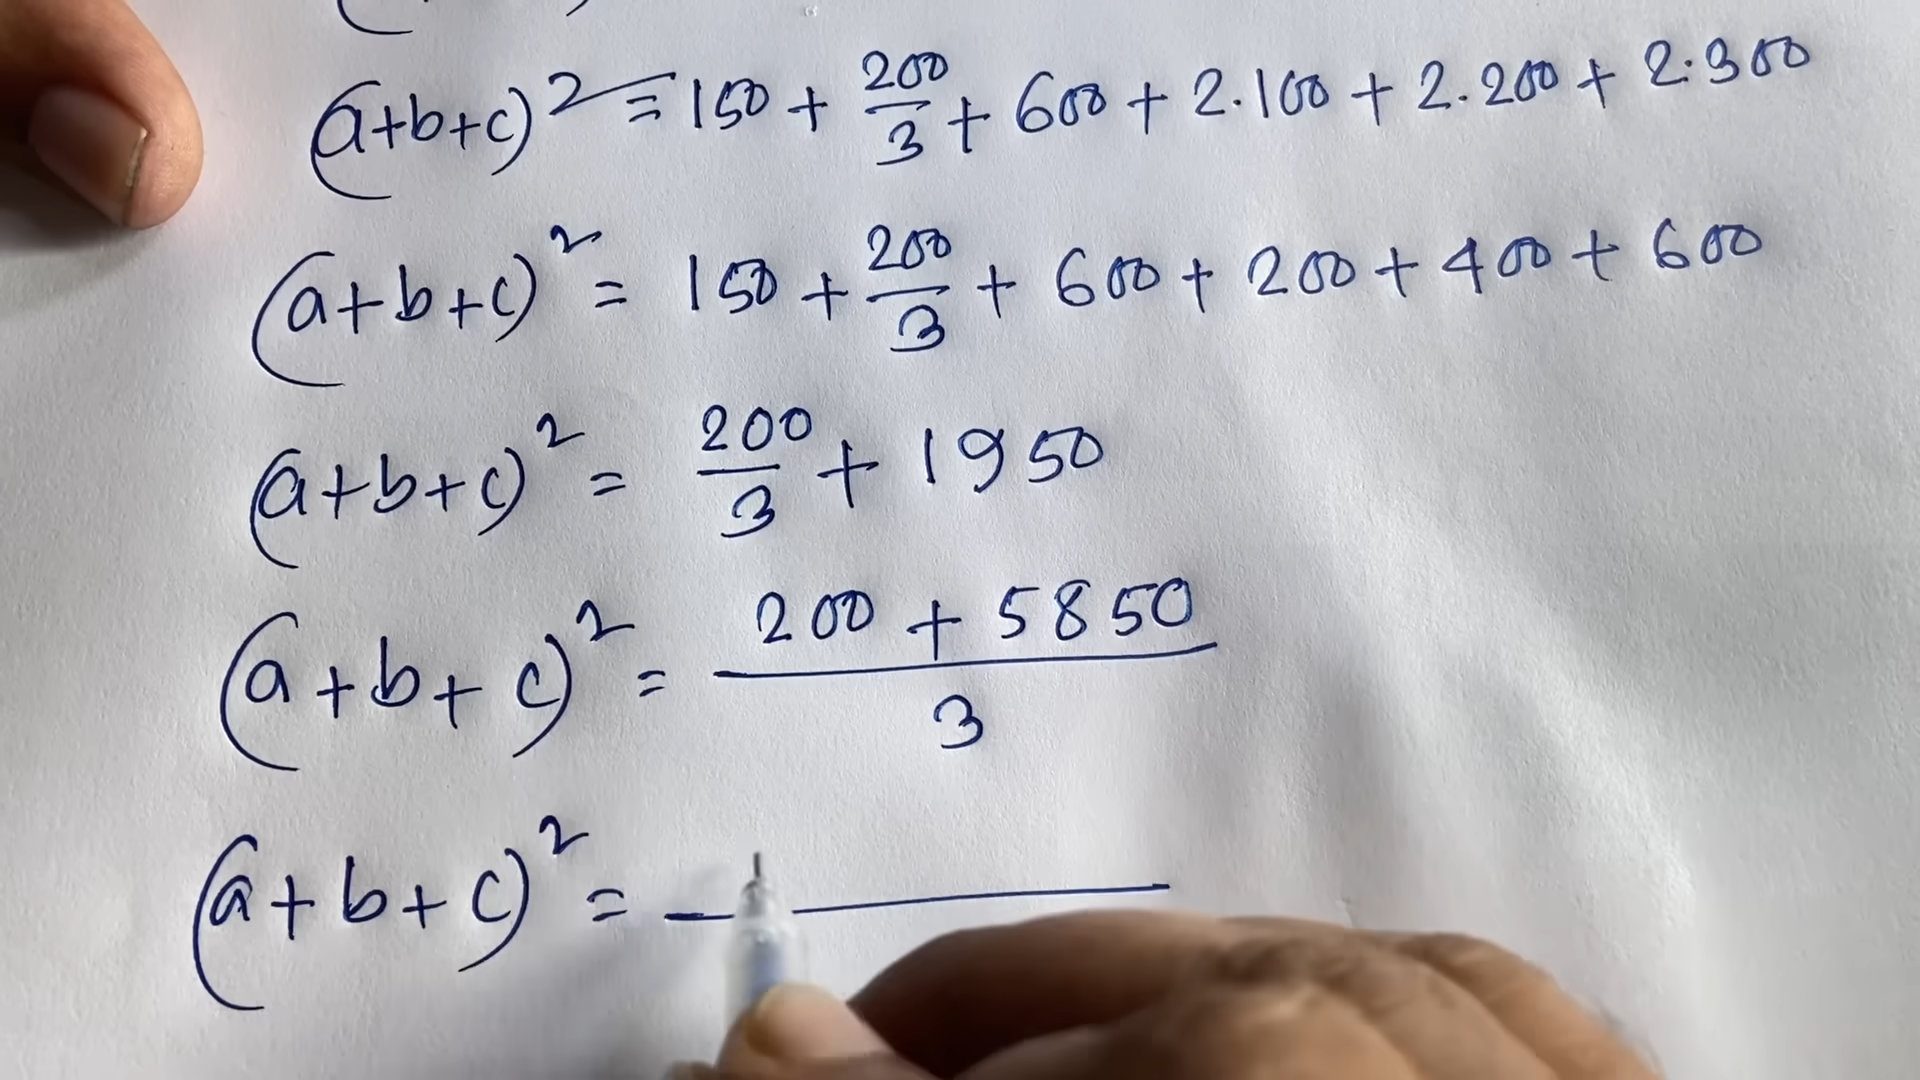 (a+b+c)² = 150 + 200/3 + 600 + 2.100 + 2.200 + 2.300
(a+b+c)² = 150 + 200/3 + 600 + 200 + 400 + 600
(a+b+c)² = 200/3 + 1950
(a+b+c)² = (200 + 5850)/3
(a+b+c)² =